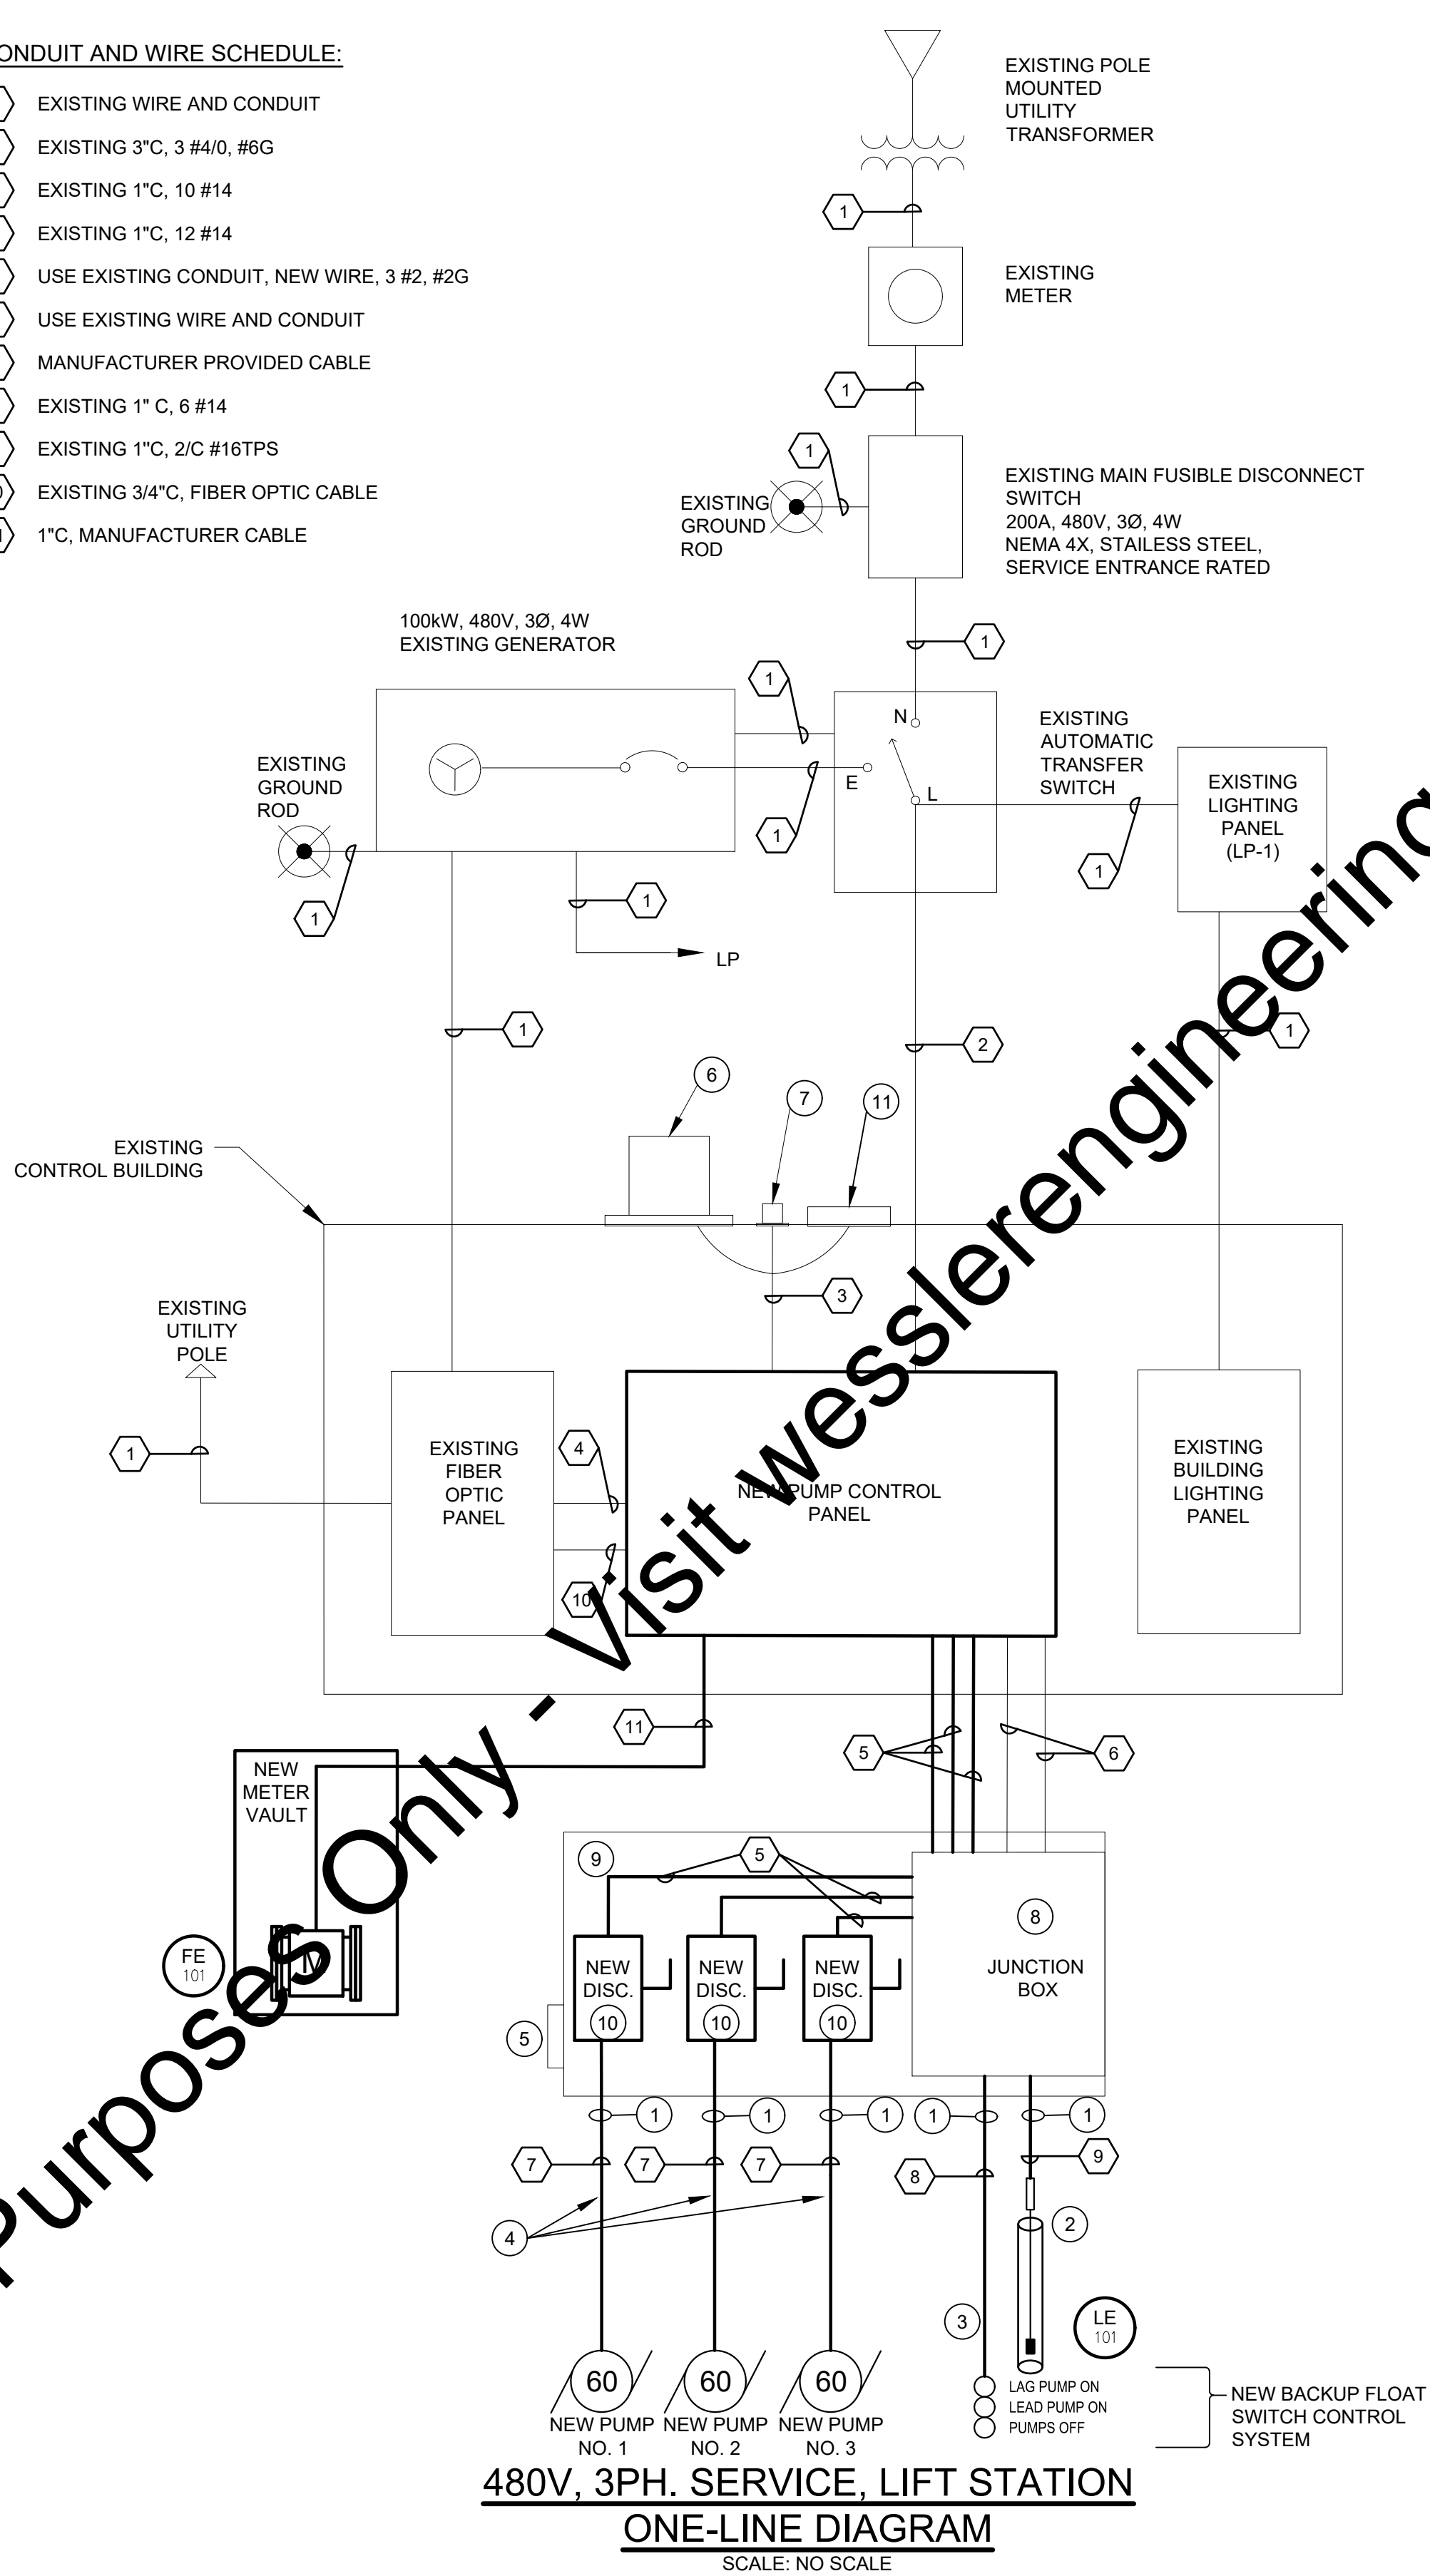 ONDUIT AND WIRE SCHEDULE:
EXISTING WIRE AND CONDUIT
EXISTING 3"C, 3 #4/0, #6G
EXISTING 1"C, 10 #14
EXISTING 1"C, 12 #14
USE EXISTING CONDUIT, NEW WIRE, 3 #2, #2G
USE EXISTING WIRE AND CONDUIT
MANUFACTURER PROVIDED CABLE
EXISTING 1" C, 6 #14
EXISTING 1"C, 2/C #16TPS
EXISTING 3/4"C, FIBER OPTIC CABLE
1"C, MANUFACTURER CABLE
EXISTING POLE
MOUNTED
UTILITY
TRANSFORMER
1
EXISTING
METER
1
1
EXISTING
GROUND
ROD
EXISTING MAIN FUSIBLE DISCONNECT
SWITCH
200A, 480V, 3Ø, 4W
NEMA 4X, STAILESS STEEL,
SERVICE ENTRANCE RATED
1
100kW, 480V, 3Ø, 4W
EXISTING GENERATOR
1
N
E
L
1
EXISTING
AUTOMATIC
TRANSFER
SWITCH
1
EXISTING
LIGHTING
PANEL
(LP-1)
EXISTING
GROUND
ROD
1
1
LP
1
2
1
6
7
11
EXISTING
CONTROL BUILDING
3
EXISTING
UTILITY
POLE
1
EXISTING
FIBER
OPTIC
PANEL
4
10
NEW PUMP CONTROL
PANEL
EXISTING
BUILDING
LIGHTING
PANEL
11
5
6
NEW
METER
VAULT
M
FE
101
9
5
8
JUNCTION
BOX
NEW
DISC.
10
NEW
DISC.
10
NEW
DISC.
10
5
1
1
1
1
1
7
7
7
8
9
4
2
3
LE
101
60
60
60
NEW PUMP
NO. 1
NEW PUMP
NO. 2
NEW PUMP
NO. 3
LAG PUMP ON
LEAD PUMP ON
PUMPS OFF
NEW BACKUP FLOAT
SWITCH CONTROL
SYSTEM
480V, 3PH. SERVICE, LIFT STATION
ONE-LINE DIAGRAM
SCALE: NO SCALE
Purposes Only - Visit wesslerengineering